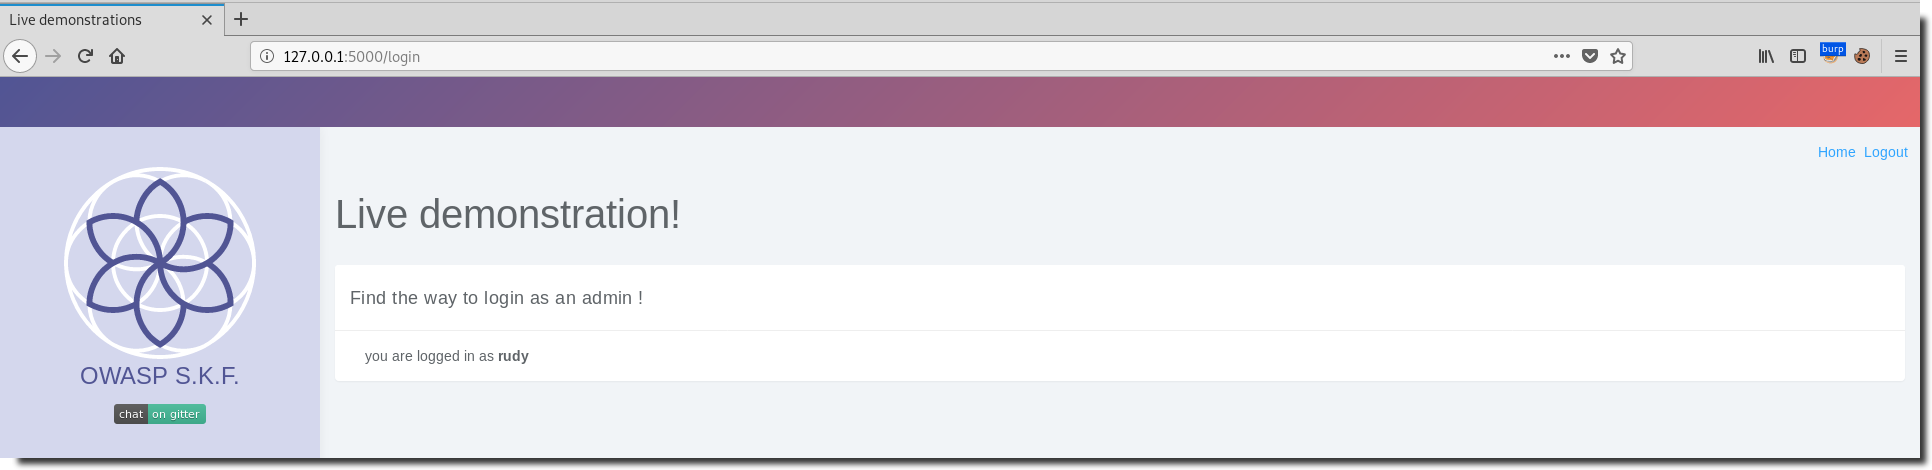 Live demonstrations
127.0.0.1:5000/login
burp
Home Logout
Live demonstration!
Find the way to login as an admin !
you are logged in as rudy
OWASP S.K.F.
chat on gitter